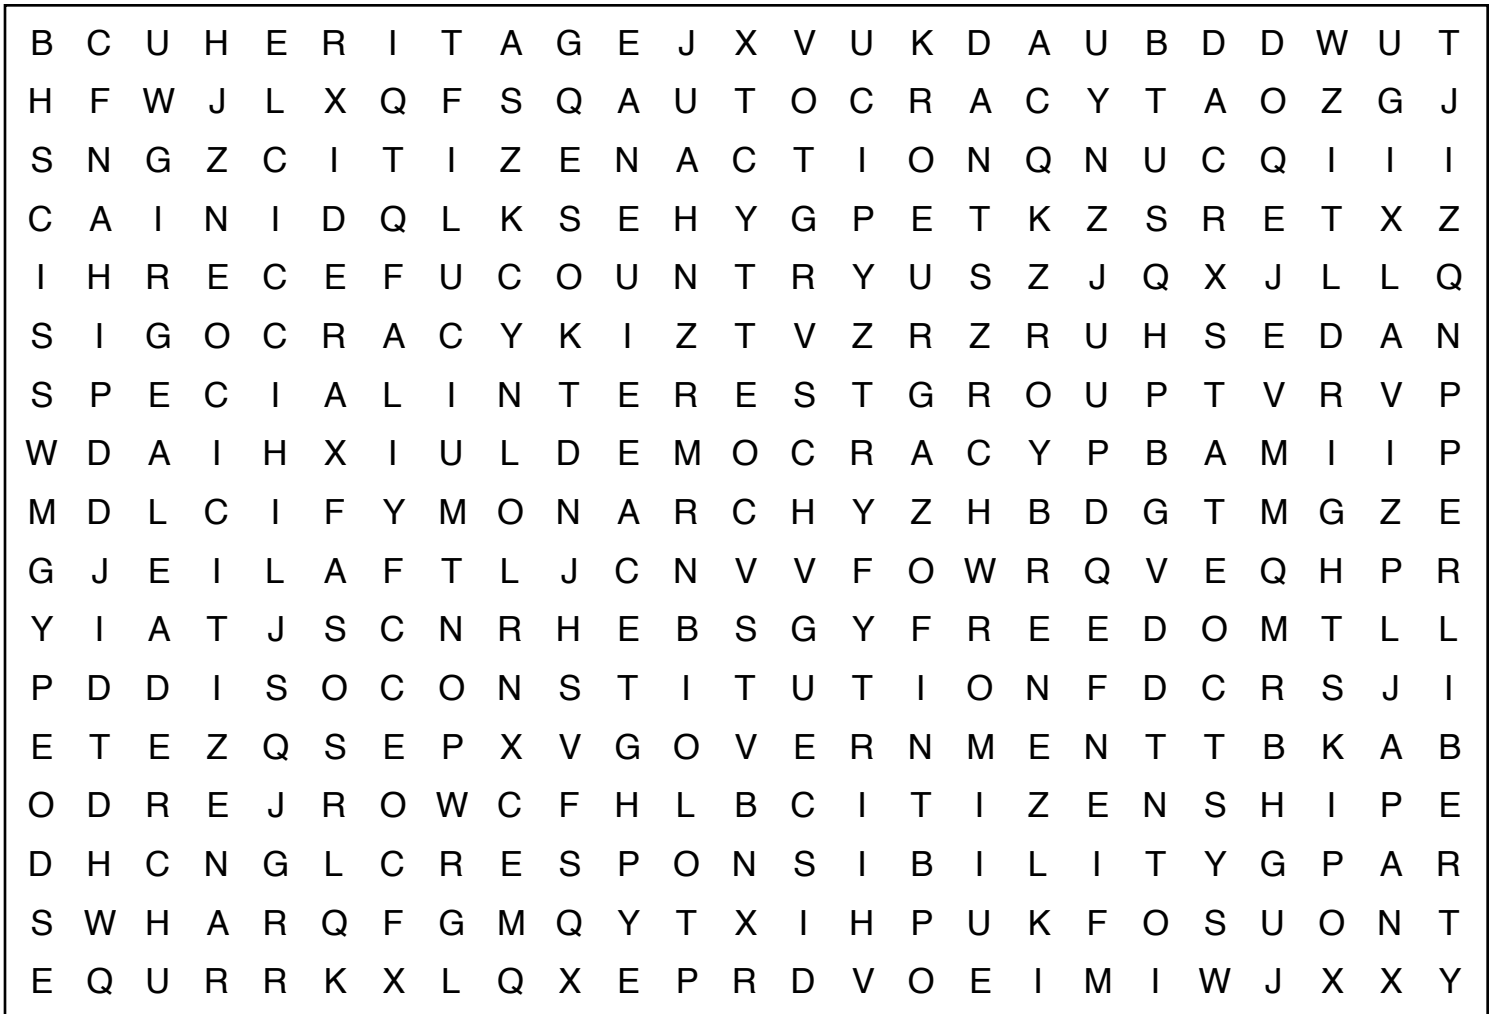 B C U H E R I T A G E J X V U K D A U B D D W U T
H F W J L X Q F S Q A U T O C R A C Y T A O Z G J
S N G Z C I T I Z E N A C T I O N Q N U C Q I I I
C A I N I D Q L K S E H Y G P E T K Z S R E T X Z
I H R E C E F U C O U N T R Y U S Z J Q X J L L Q
S I G O C R A C Y K I Z T V Z R Z R U H S E D A N
S P E C I A L I N T E R E S T G R O U P T V R V P
W D A I H X I U L D E M O C R A C Y P B A M I I P
M D L C I F Y M O N A R C H Y Z H B D G T M G Z E
G J E I L A F T L J C N V V F O W R Q V E Q H P R
Y I A T J S C N R H E B S G Y F R E E D O M T L L
P D D I S O C O N S T I T U T I O N F D C R S J I
E T E Z Q S E P X V G O V E R N M E N T T B K A B
O D R E J R O W C F H L B C I T I Z E N S H I P E
D H C N G L C R E S P O N S I B I L I T Y G P A R
S W H A R Q F G M Q Y T X I H P U K F O S U O N T
E Q U R R K X L Q X E P R D V O E I M I W J X X Y